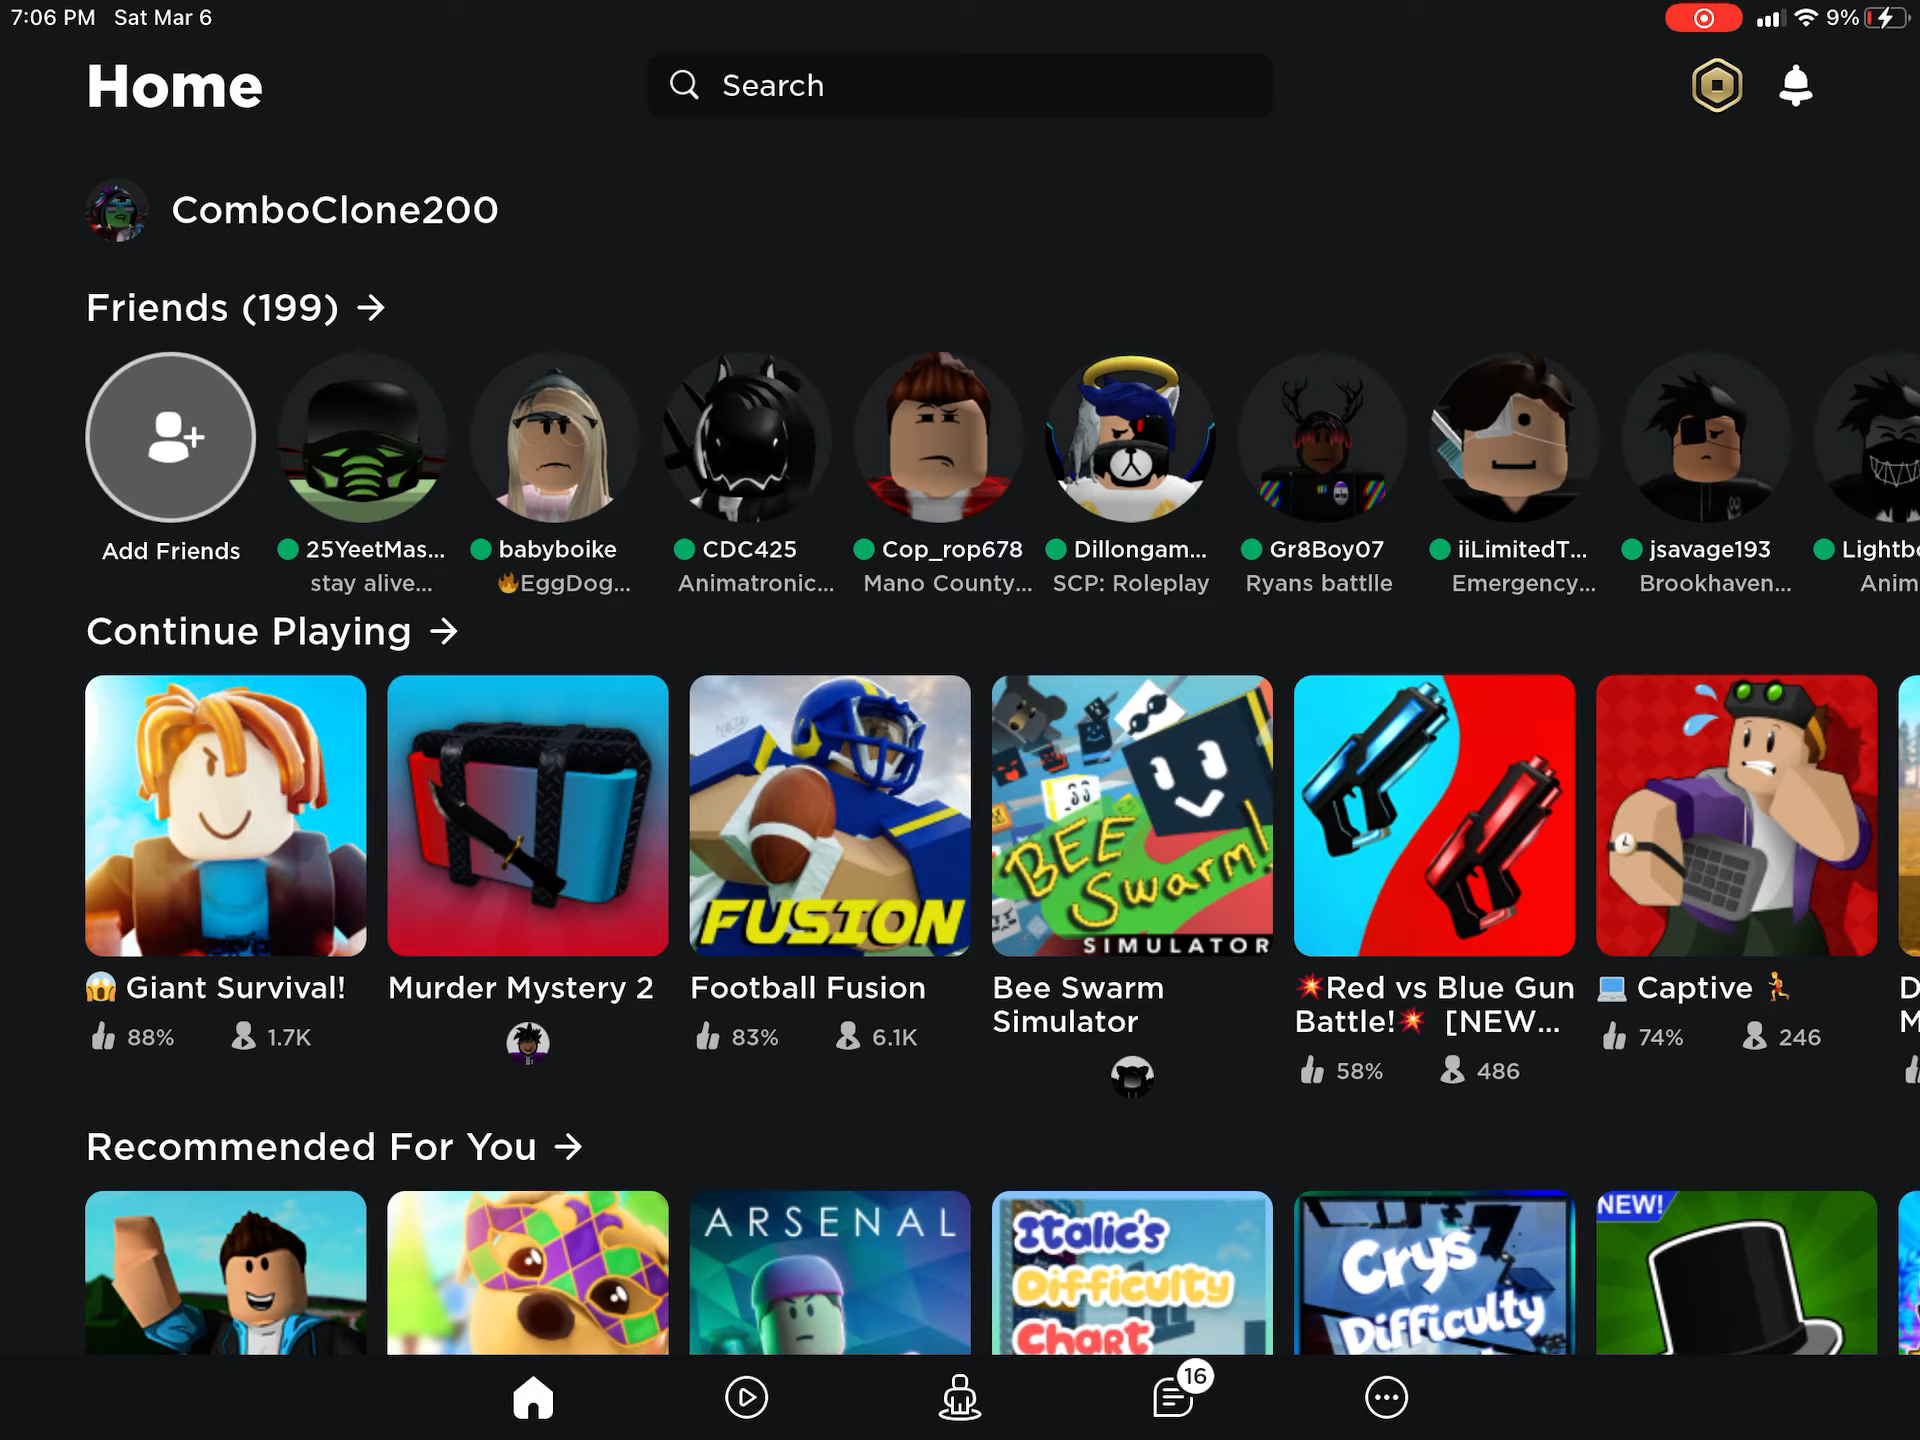 7:06 PM Sat Mar 6
9%
Home
Search
ComboClone200
Friends (199)
Add Friends
25YeetMas...
babyboike
CDC425
Cop_rop678
Dillongam...
Gr8Boy07
iiLimitedT...
jsavage193
Lightb
stay alive...
🔥EggDog...
Animatronic...
Mano County...
SCP: Roleplay
Ryans battlle
Emergency...
Brookhaven...
Anim
Continue Playing
FUSION
BEE
Swarm!
SIMULATOR
😱 Giant Survival!
Murder Mystery 2
Football Fusion
Bee Swarm
Simulator
💥Red vs Blue Gun
Battle!💥 [NEW...
💻 Captive 🏃
D
M
88%
1.7K
83%
6.1K
58%
486
74%
246
Recommended For You
ARSENAL
Italic's
Difficulty
Chart
Crys
Difficulty
NEW!
16